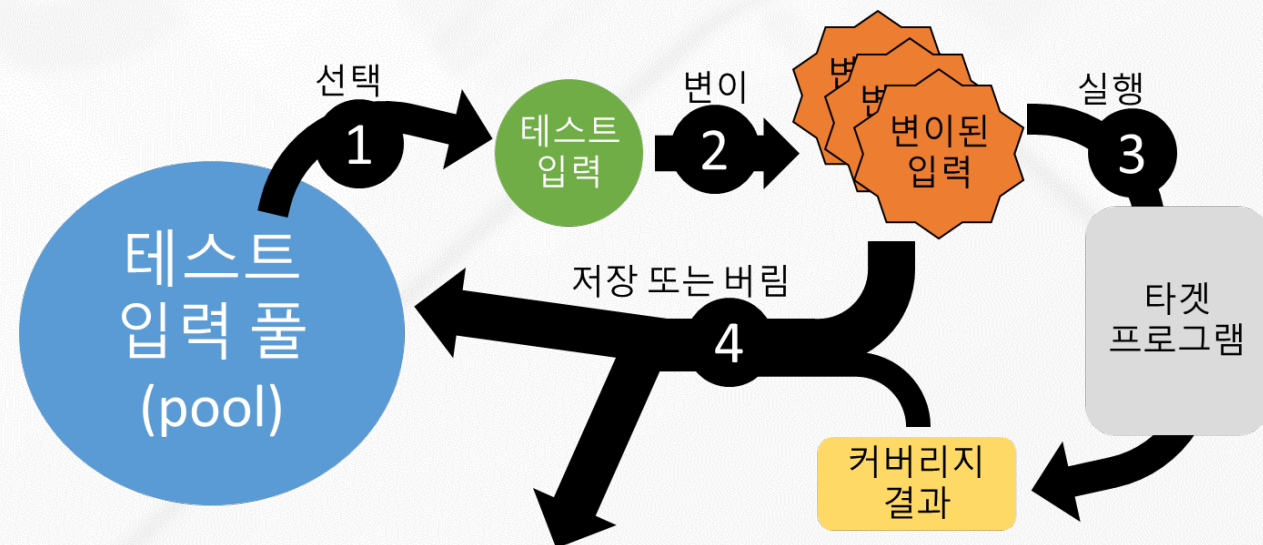 선택
1
테스트
입력
변이
2
변
변
변이된
입력
실행
3
테스트
입력 풀
(pool)
저장 또는 버림
4
타겟
프로그램
커버리지
결과